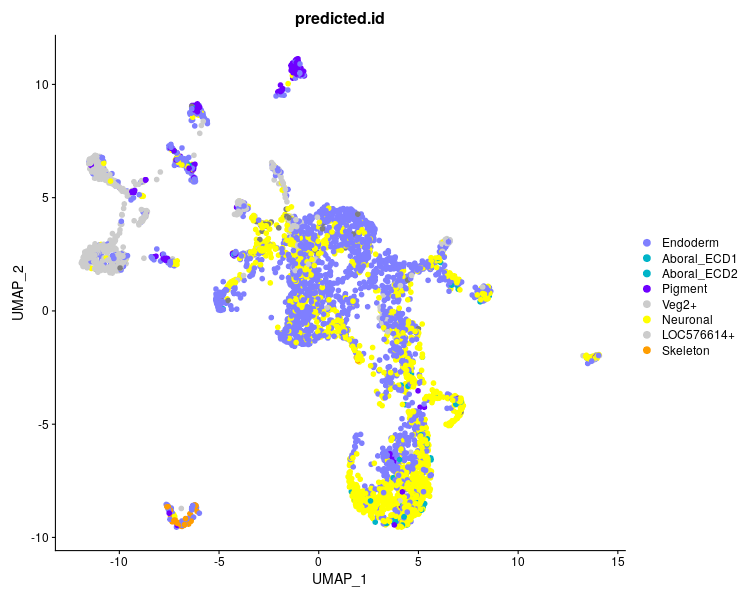 predicted.id
10
5
0
-5
-10
UMAP_2
-10
-5
0
5
10
15
UMAP_1
Endoderm
Aboral_ECD1
Aboral_ECD2
Pigment
Veg2+
Neuronal
LOC576614+
Skeleton